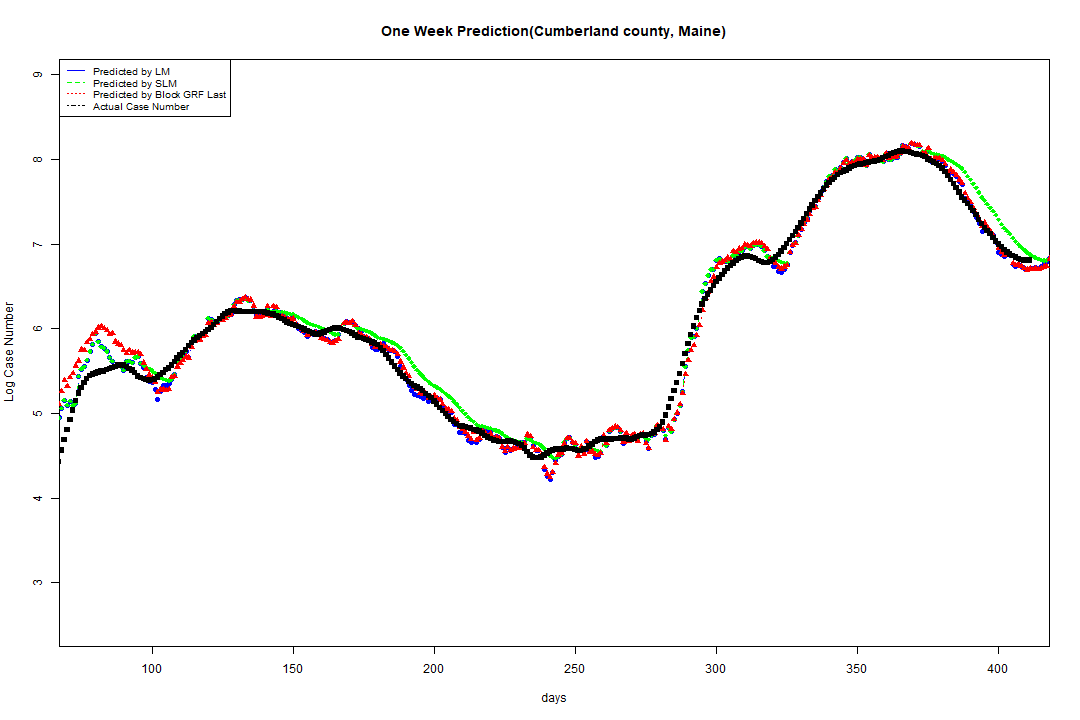 One Week Prediction(Cumberland county, Maine)
Predicted by LM
Predicted by SLM
Predicted by Block GRF Last
Actual Case Number
9
8
7
6
5
4
3
Log Case Number
100 150 200 250 300 350 400
days